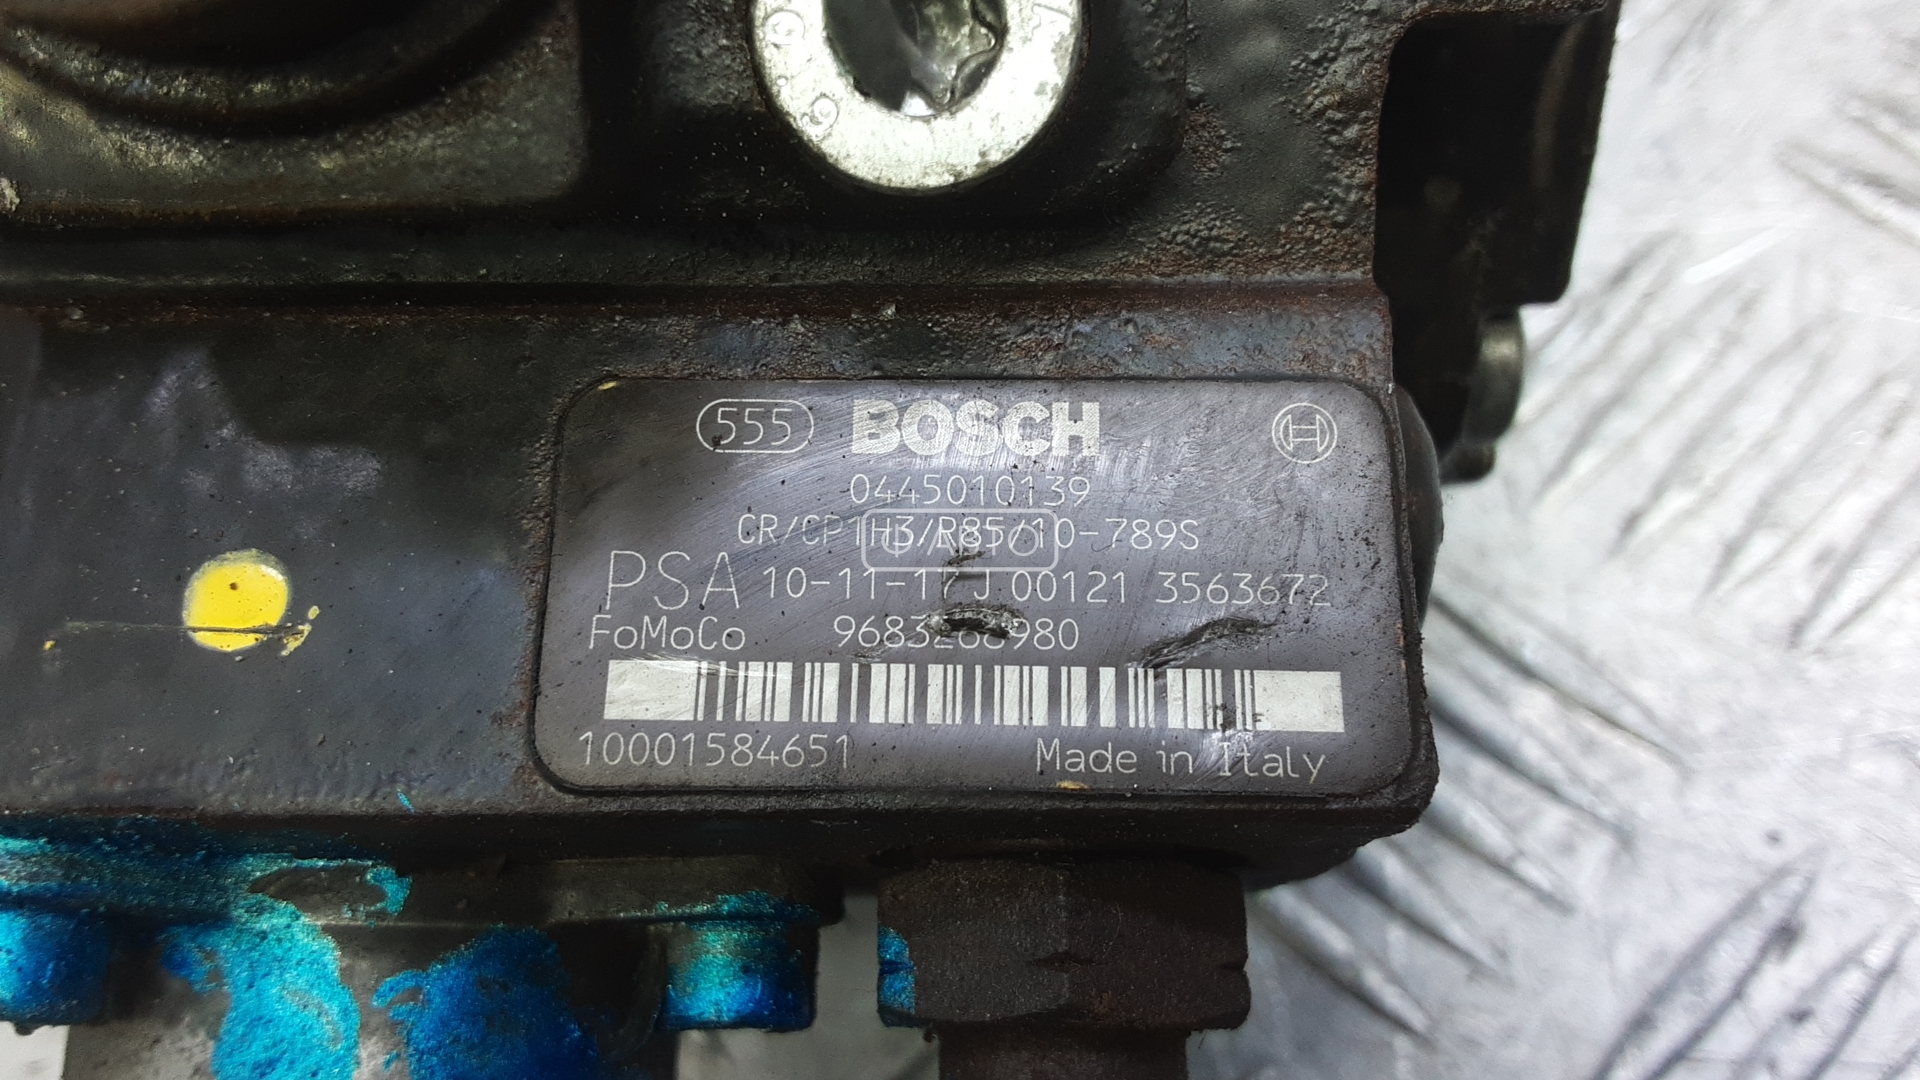 555 BOSCH
0445010139
CR/CP1H3/R85/10-789S
PSA 10-11-17 J 00121 3563672
FoMoCo 9683268980
10001584651 Made in Italy